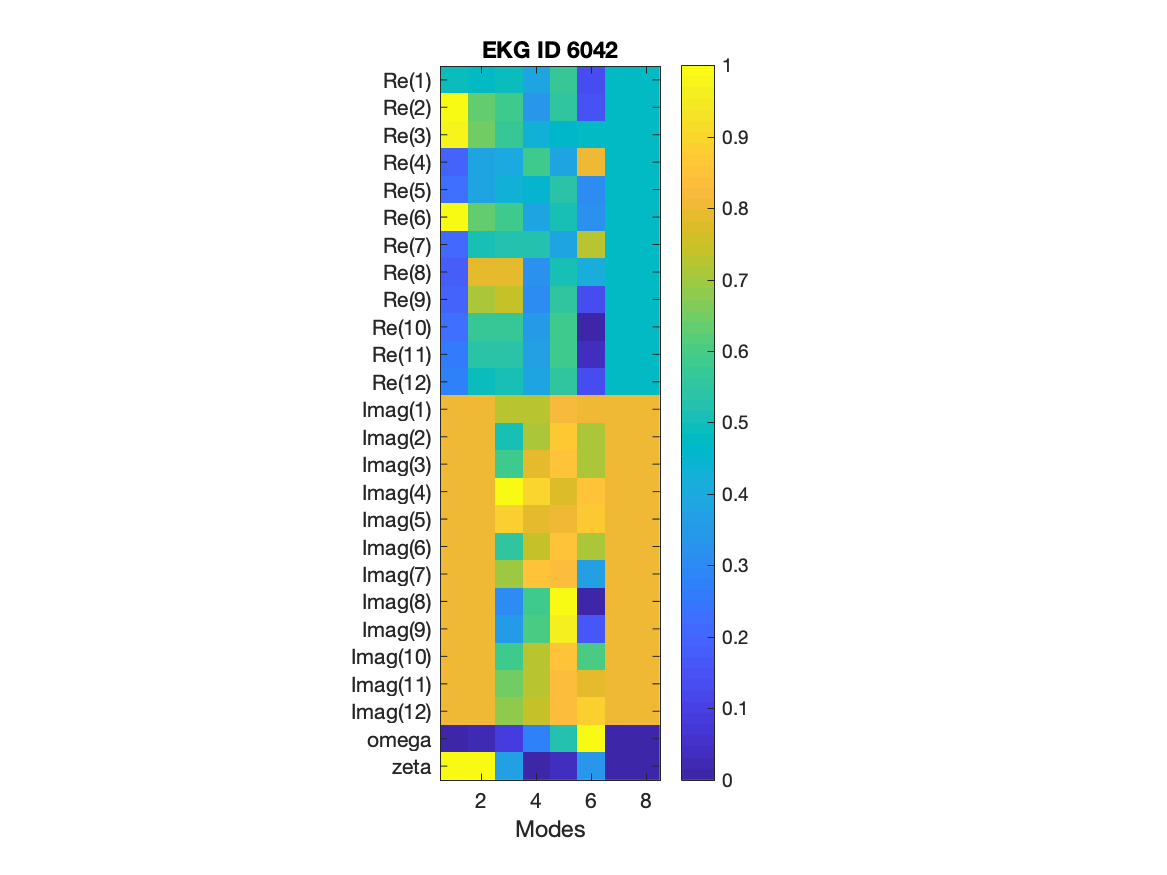 EKG ID 6042
Re(1)
Re(2)
Re(3)
Re(4)
Re(5)
Re(6)
Re(7)
Re(8)
Re(9)
Re(10)
Re(11)
Re(12)
Imag(1)
Imag(2)
Imag(3)
Imag(4)
Imag(5)
Imag(6)
Imag(7)
Imag(8)
Imag(9)
Imag(10)
Imag(11)
Imag(12)
omega
zeta
2 4 6 8
Modes
1
0.9
0.8
0.7
0.6
0.5
0.4
0.3
0.2
0.1
0